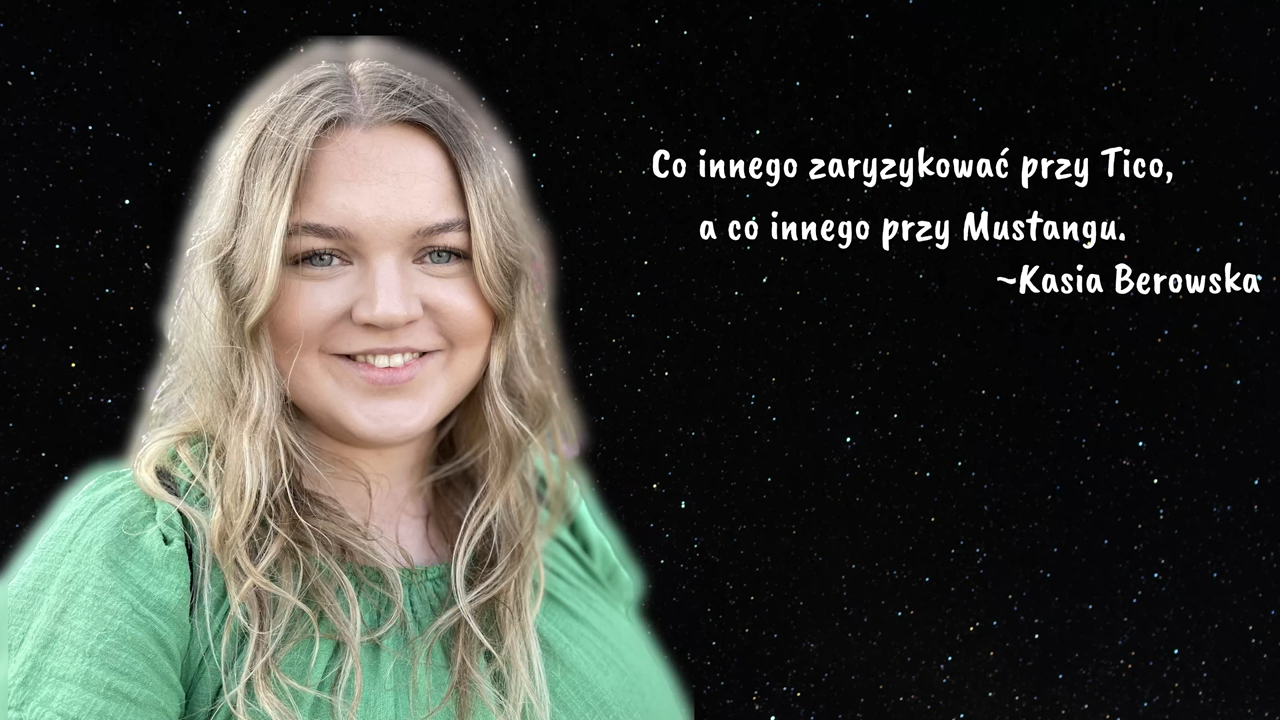 Co innego zaryzykować przy Tico,
a co innego przy Mustangu.
~Kasia Berowska